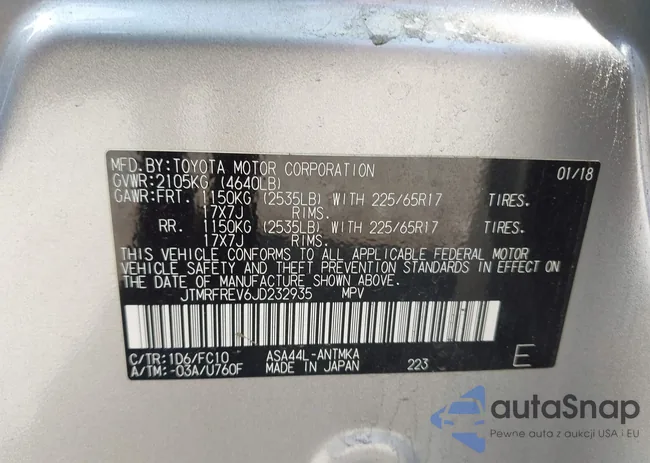 MFD.BY:TOYOTA MOTOR CORPORATION 01/18
GVWR:2105KG (4640LB)
GAWR:FRT. 1150KG (2535LB) WITH 225/65R17 TIRES.
17X7J RIMS.
RR. 1150KG (2535LB) WITH 225/65R17 TIRES.
17X7J RIMS.
THIS VEHICLE CONFORMS TO ALL APPLICABLE FEDERAL MOTOR
VEHICLE SAFETY AND THEFT PREVENTION STANDARDS IN EFFECT ON
THE DATE OF MANUFACTURE SHOWN ABOVE.
JTMRFREV6JD232935 MPV
C/TR:1D6/FC10 ASA44L-ANTMKA
A/TM:-03A/U760F MADE IN JAPAN 223 E
autaSnap
Pewne auta z aukcji USA i EU